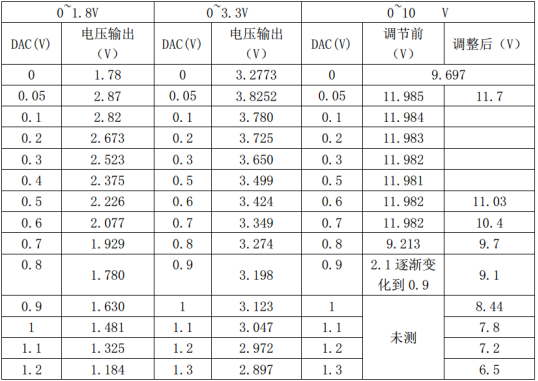 0~1.8V 0~3.3V 0~10 V
DAC(V) 电压输出（V） DAC(V) 电压输出（V） DAC(V) 调节前（V） 调整后（V）
0 1.78 0 3.2773 0 9.697
0.05 2.87 0.05 3.8252 0.05 11.985 11.7
0.1 2.82 0.1 3.780 0.1 11.984
0.2 2.673 0.2 3.725 0.2 11.983
0.3 2.523 0.3 3.650 0.3 11.982
0.4 2.375 0.5 3.499 0.5 11.981
0.5 2.226 0.6 3.424 0.6 11.982 11.03
0.6 2.077 0.7 3.349 0.7 11.982 10.4
0.7 1.929 0.8 3.274 0.8 9.213 9.7
0.8 1.780 0.9 3.198 0.9 2.1逐渐变化到0.9 9.1
0.9 1.630 1 3.123 1 未测 8.44
1 1.481 1.1 3.047 1.1 7.8
1.1 1.325 1.2 2.972 1.2 7.2
1.2 1.184 1.3 2.897 1.3 6.5